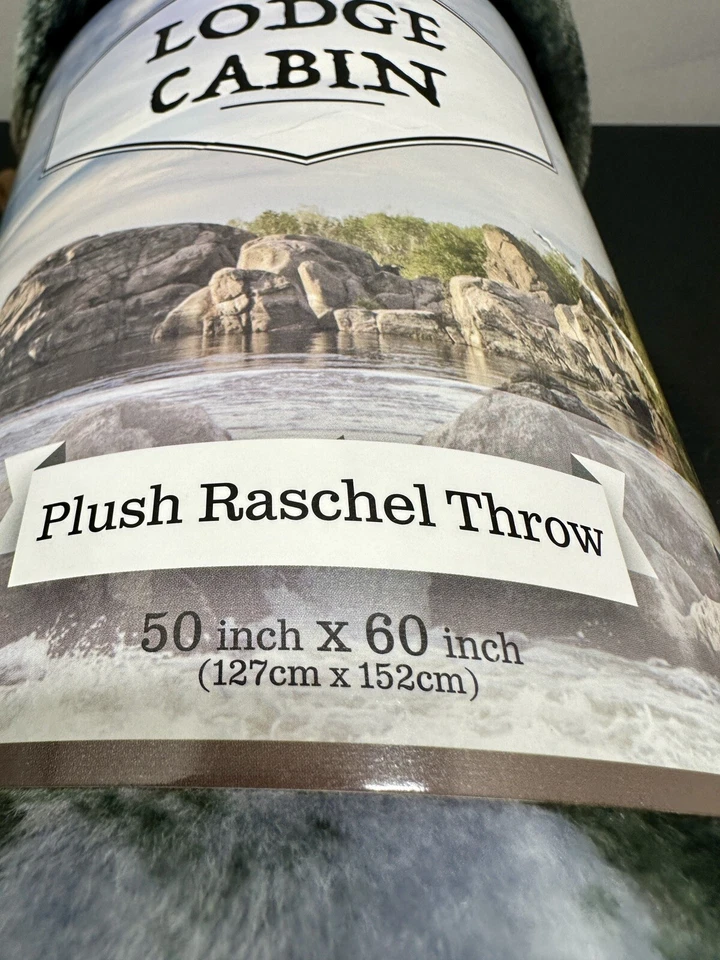 LODGE
CABIN
Plush Raschel Throw
50 inch x 60 inch
(127cm x 152cm)